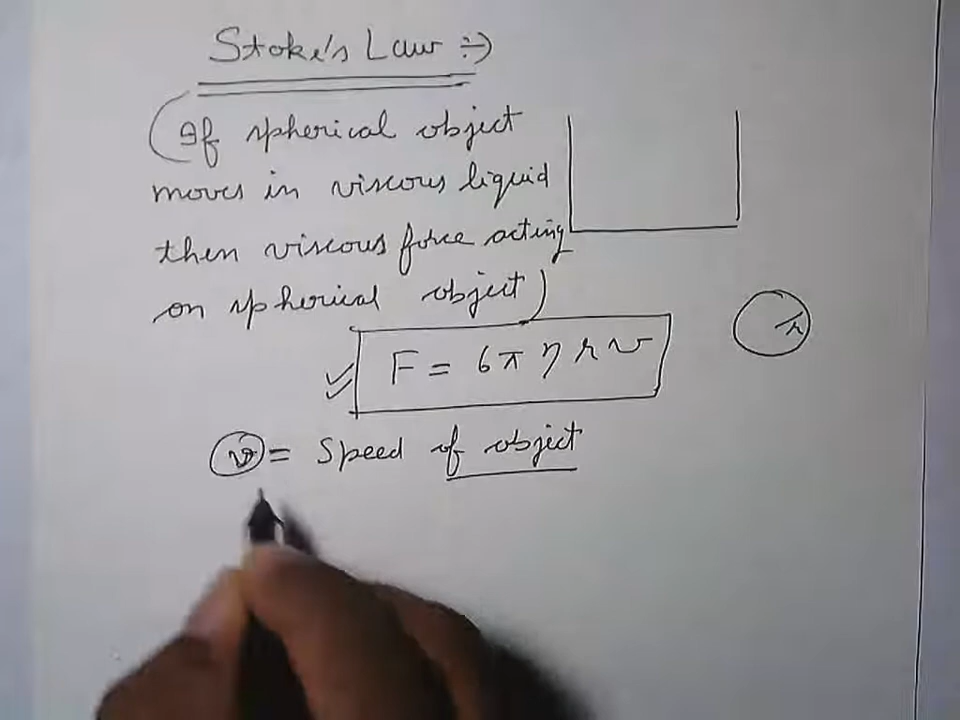 Stoke's Law ÷)
(If spherical object
moves in viscous liquid
then viscous force acting
on spherical object)
F = 6π η r v
r
v = Speed of object